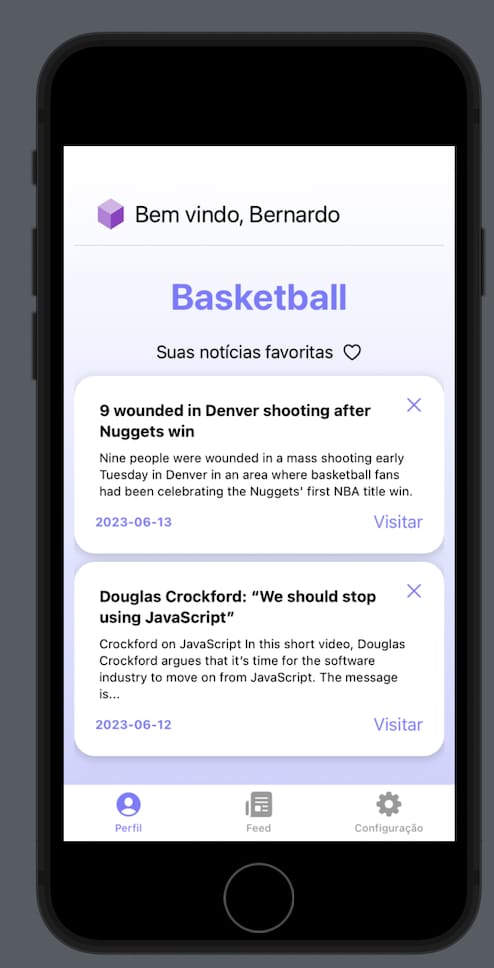 Bem vindo, Bernardo
Basketball
Suas notícias favoritas
9 wounded in Denver shooting after
Nuggets win
Nine people were wounded in a mass shooting early
Tuesday in Denver in an area where basketball fans
had been celebrating the Nuggets' first NBA title win.
2023-06-13
Visitar
Douglas Crockford: “We should stop
using JavaScript”
Crockford on JavaScript In this short video, Douglas
Crockford argues that it’s time for the software
industry to move on from JavaScript. The message
is...
2023-06-12
Visitar
Perfil
Feed
Configuração